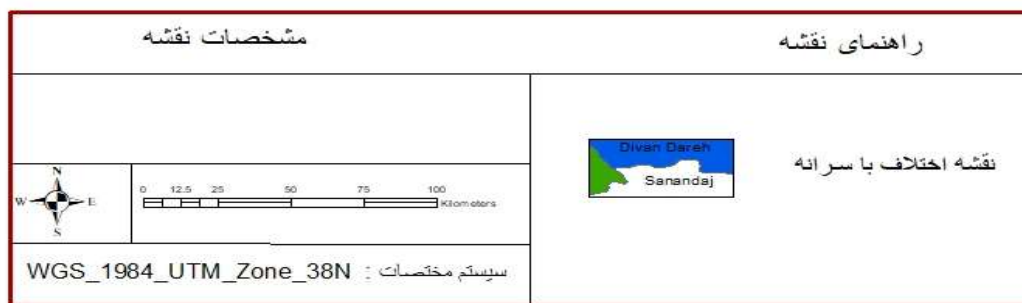 راهنمای نقشه
مشخصات نقشه
نقشه اختلاف با سرانه
Divan Dareh
Sanandaj
N
W E
S
0 12.5 25 50 75 100
Kilometers
سیستم مختصات : WGS_1984_UTM_Zone_38N